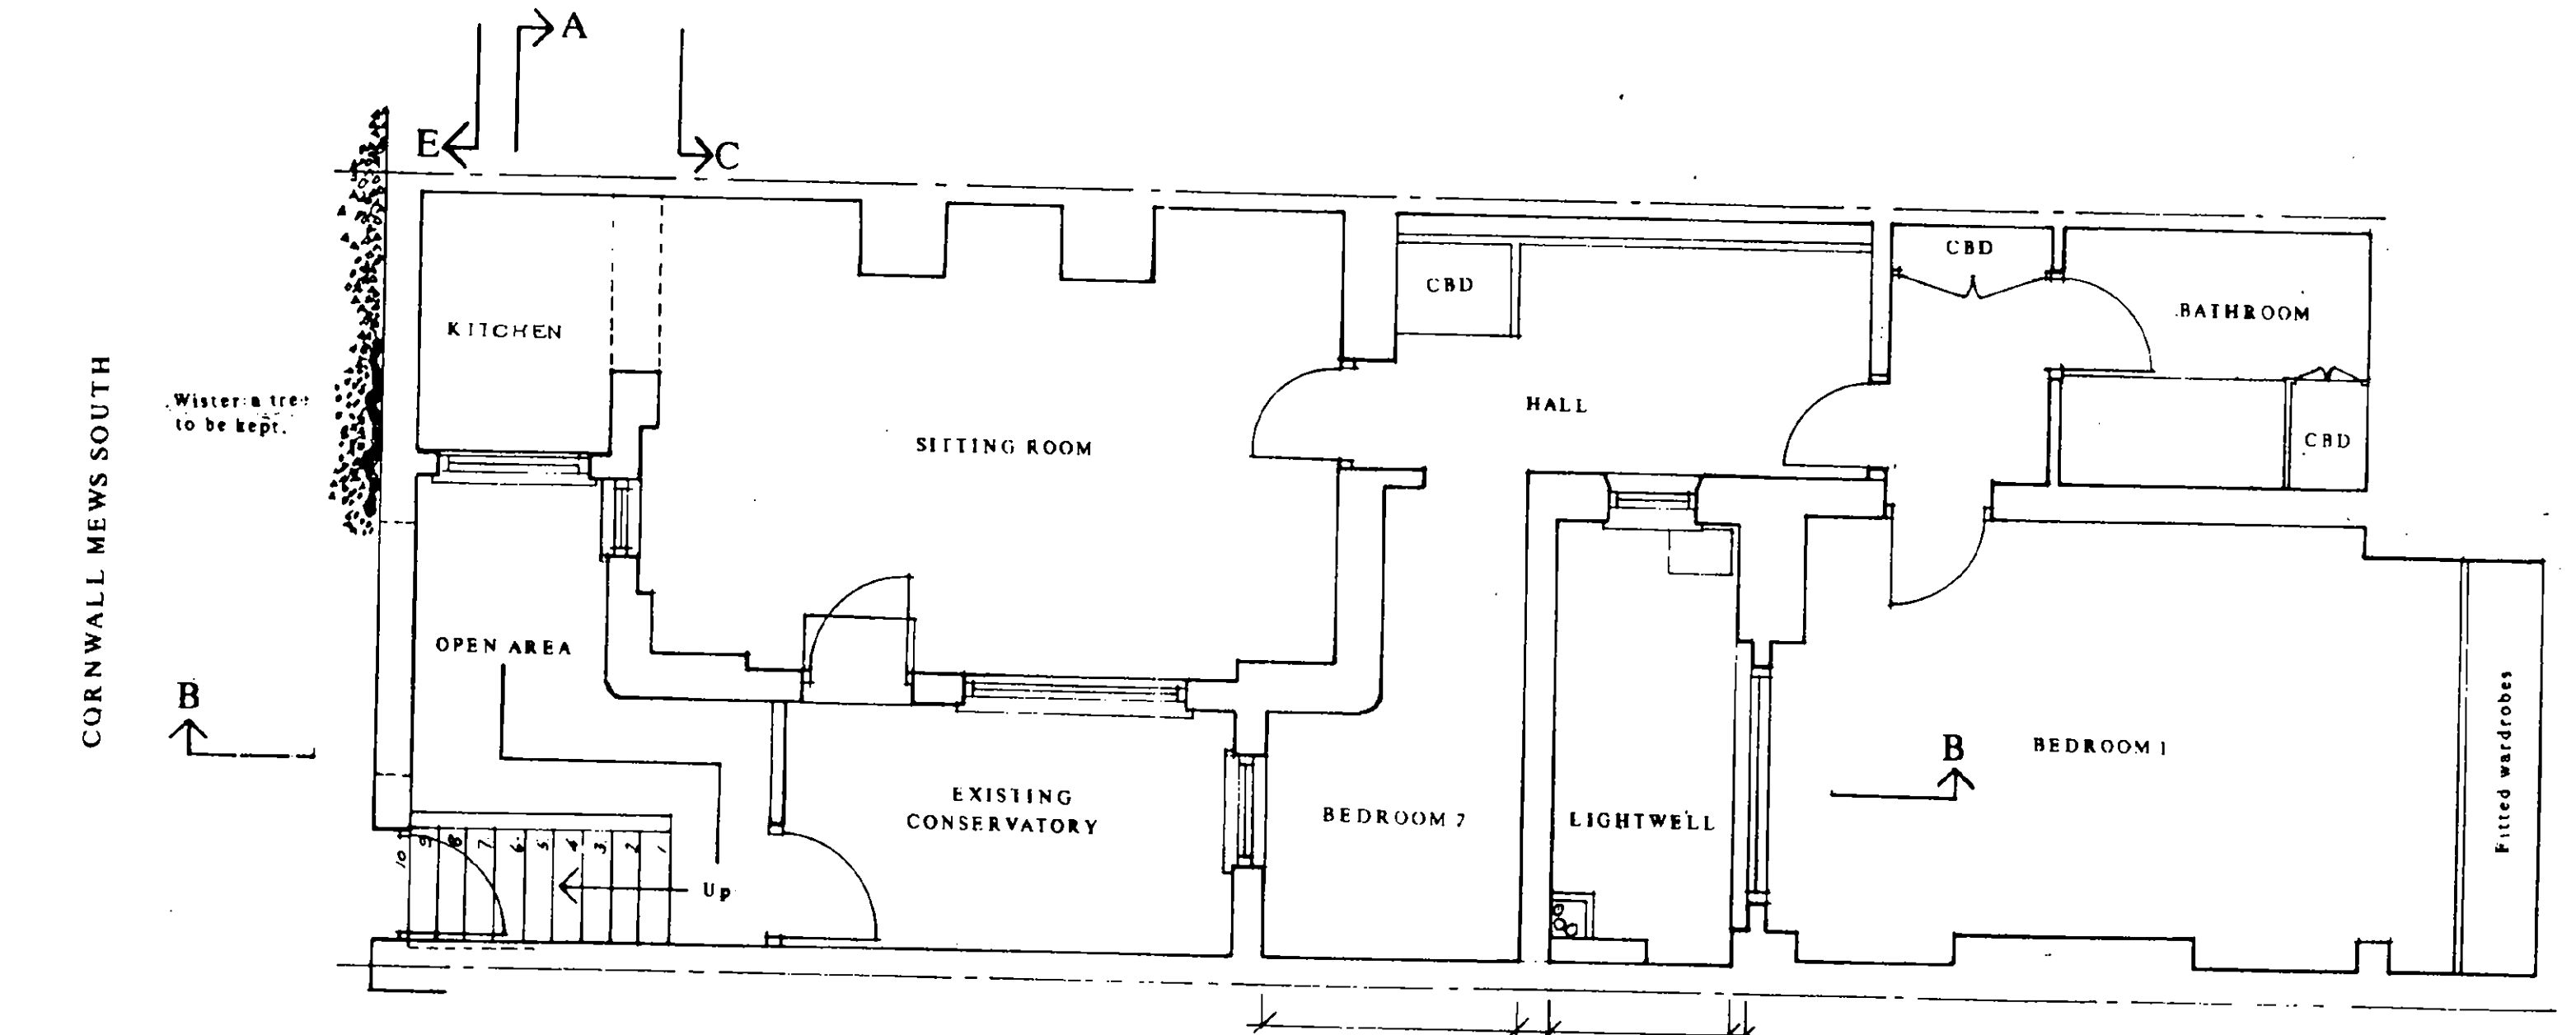 A
E
C
CBD
CBD
BATHROOM
KITCHEN
CORNWALL MEWS SOUTH
Wisteria tree
to be kept.
HALL
SITTING ROOM
CBD
OPEN AREA
B
B
BEDROOM 1
Fitted wardrobes
EXISTING
CONSERVATORY
BEDROOM 2
LIGHTWELL
10 9 8 7 6 5 4 3 2 1
Up